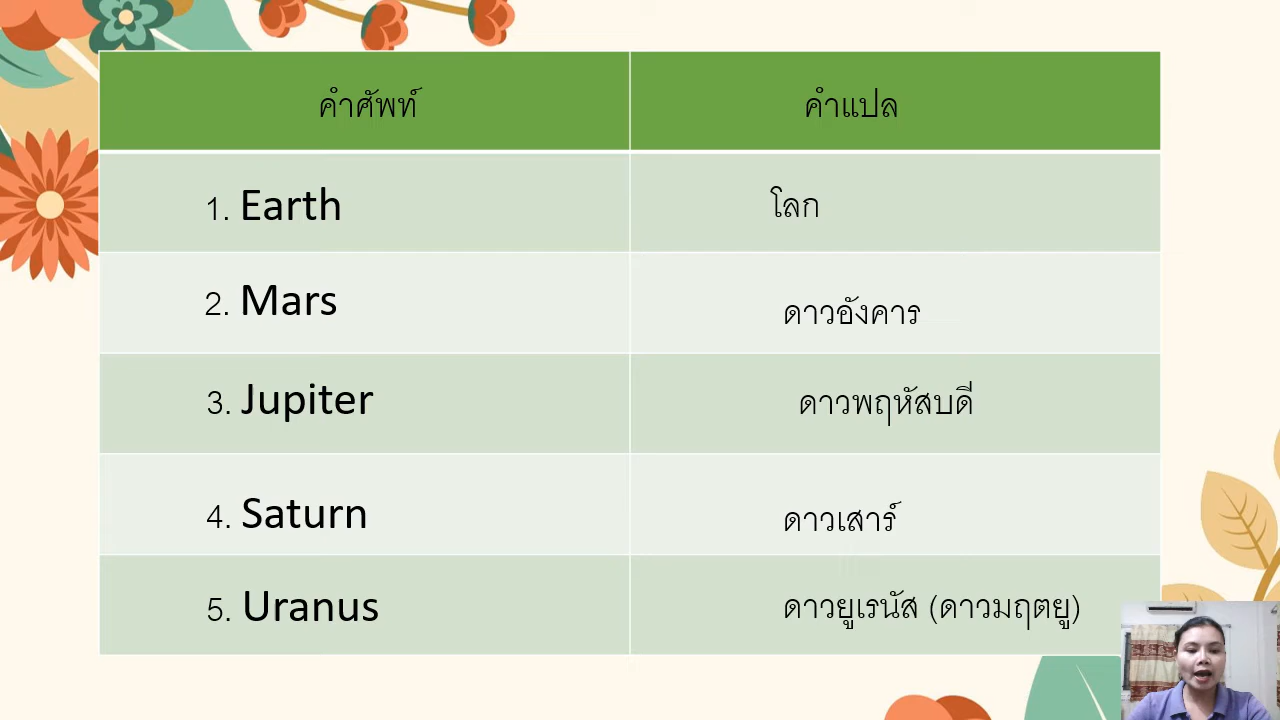 คำศัพท์ คำแปล
1. Earth โลก
2. Mars ดาวอังคาร
3. Jupiter ดาวพฤหัสบดี
4. Saturn ดาวเสาร์
5. Uranus ดาวยูเรนัส (ดาวมฤตยู)